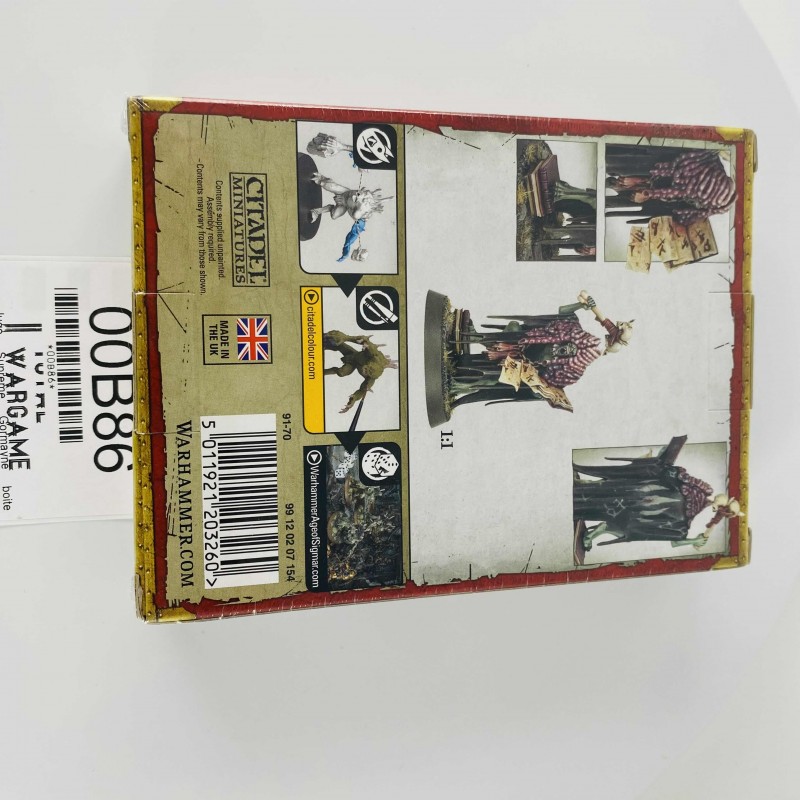 1:1
CITADEL
MINIATURES
Contents supplied unpainted.
Assembly required.
- Contents may vary from those shown.
MADE IN
THE UK
citadelcolour.com
WarhammerAgeofSigmar.com
91-70
99 12 02 07 154
5 011921 203260>
WARHAMMER.COM
00B86
*00B86*
TOTAL
WARGAME
Supreme Gormayne boite